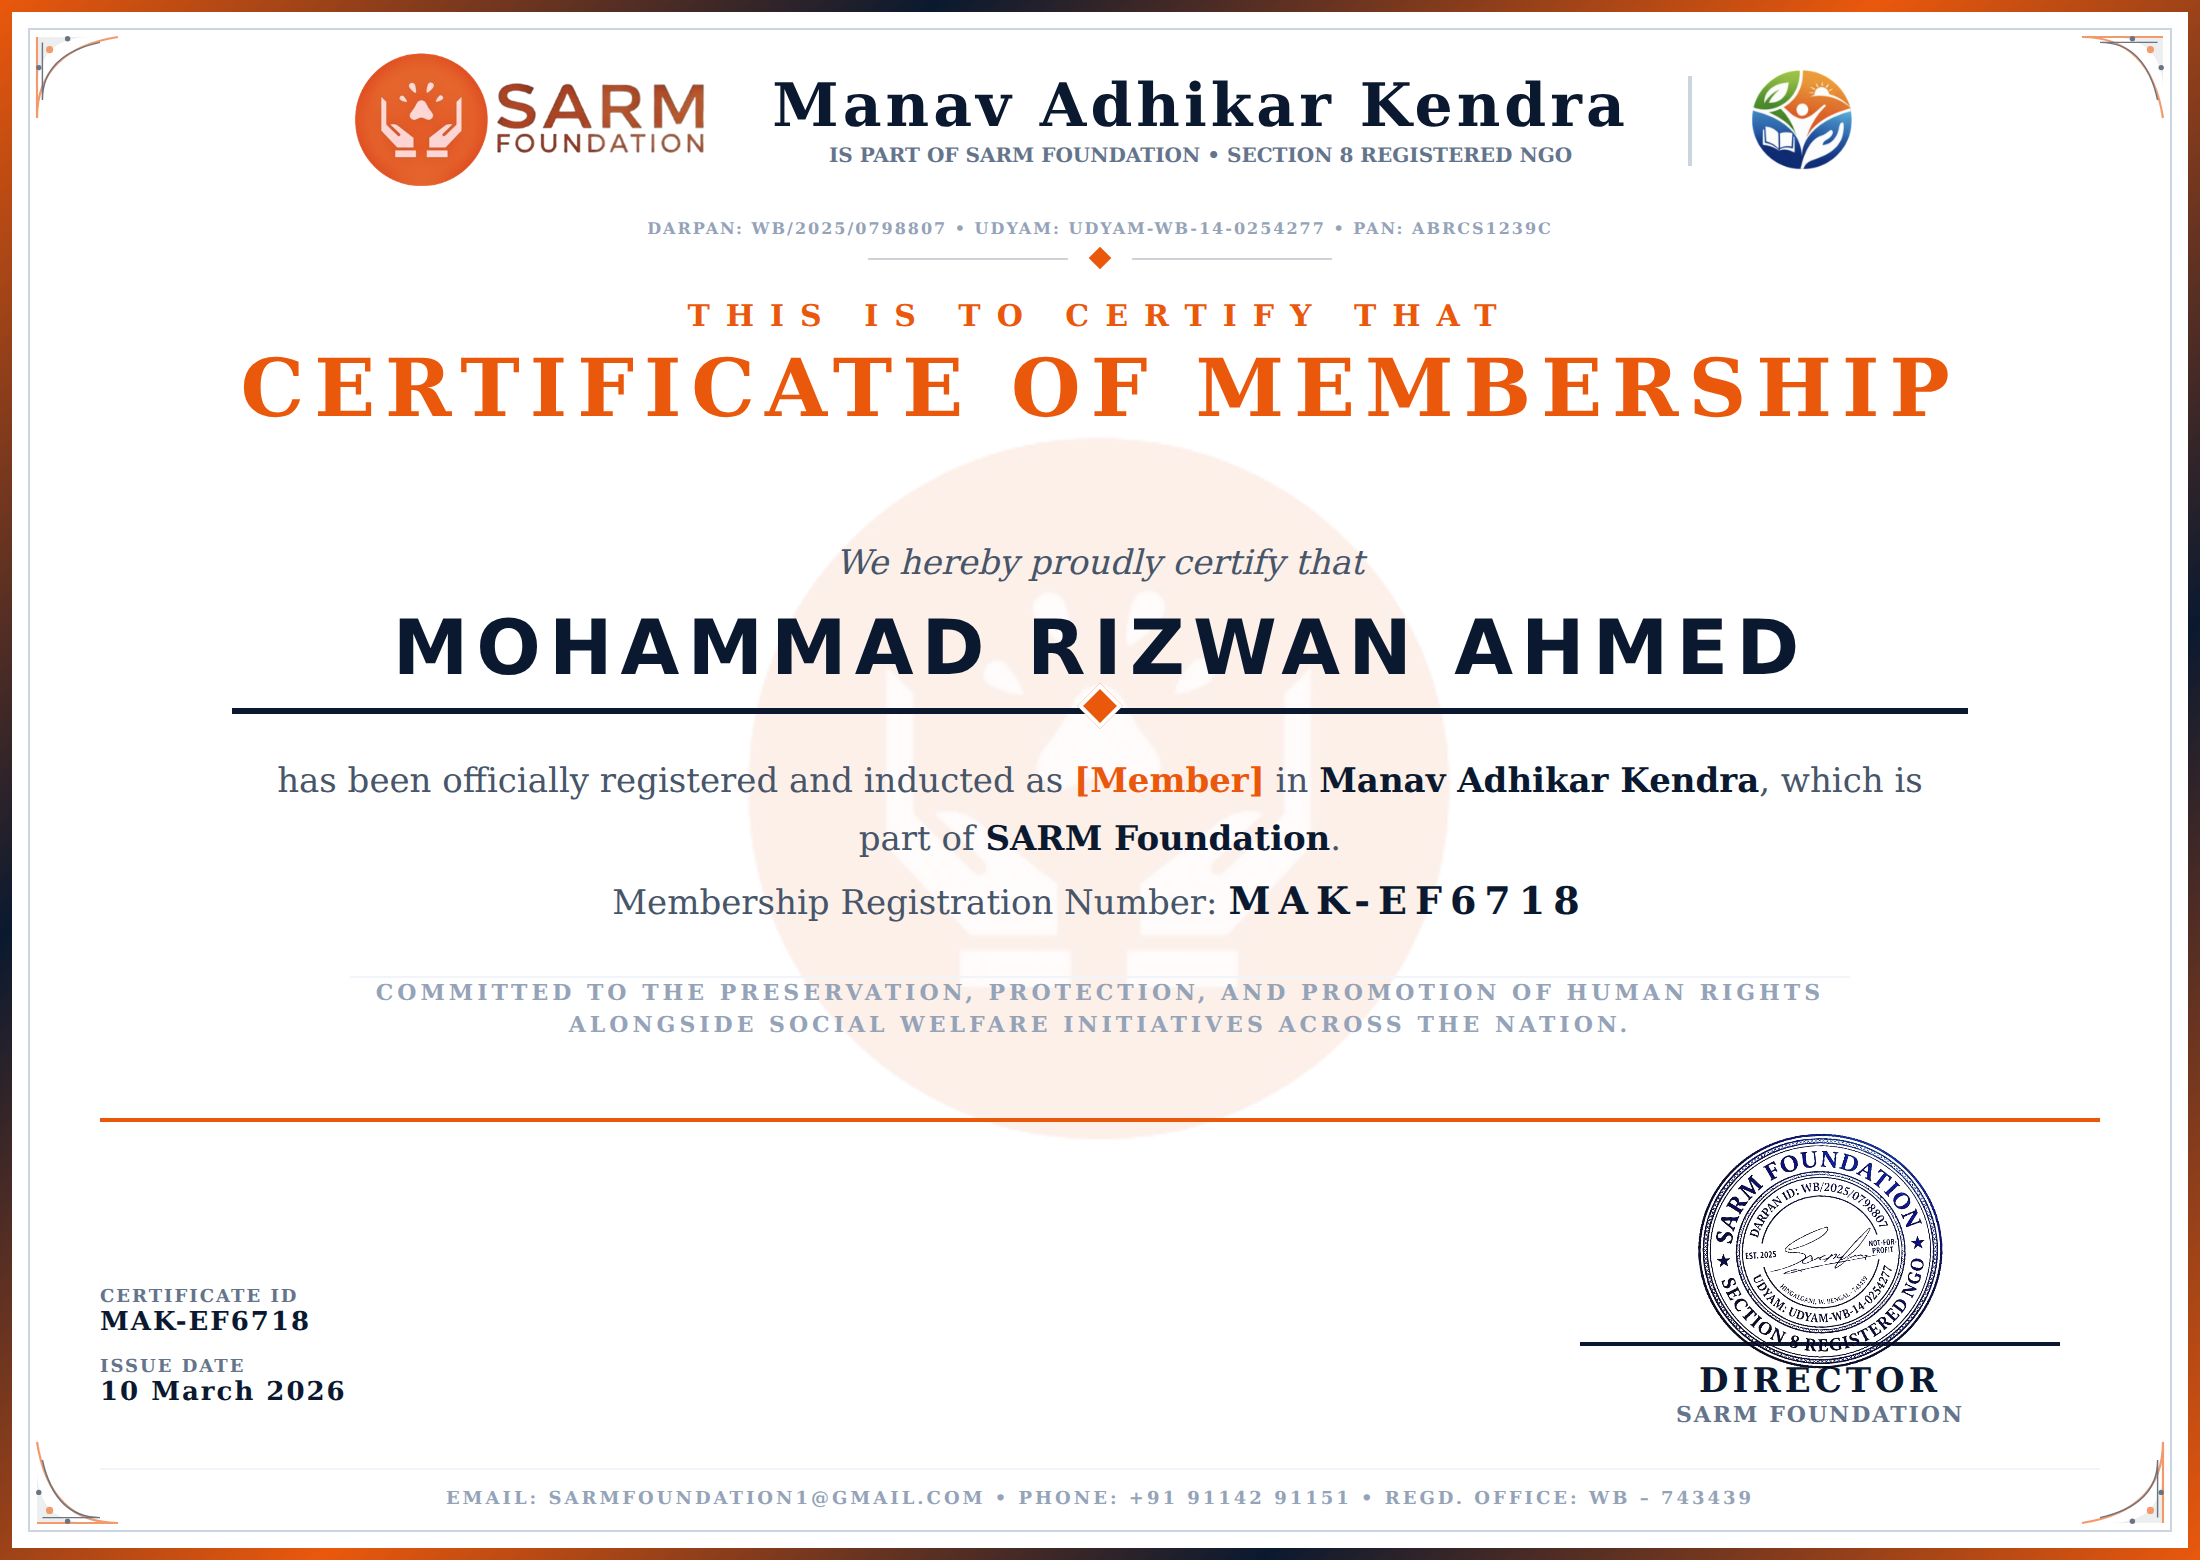 SARM
FOUNDATION
Manav Adhikar Kendra
IS PART OF SARM FOUNDATION • SECTION 8 REGISTERED NGO
DARPAN: WB/2025/0798807 • UDYAM: UDYAM-WB-14-0254277 • PAN: ABRCS1239C
THIS IS TO CERTIFY THAT
CERTIFICATE OF MEMBERSHIP
We hereby proudly certify that
MOHAMMAD RIZWAN AHMED
has been officially registered and inducted as [Member] in Manav Adhikar Kendra, which is
part of SARM Foundation.
Membership Registration Number: MAK-EF6718
COMMITTED TO THE PRESERVATION, PROTECTION, AND PROMOTION OF HUMAN RIGHTS
ALONGSIDE SOCIAL WELFARE INITIATIVES ACROSS THE NATION.
CERTIFICATE ID
MAK-EF6718
ISSUE DATE
10 March 2026
SARM FOUNDATION
DARPAN ID: WB/2025/0798807
EST. 2025
NOT-FOR-PROFIT
W. BENGAL - 743439
UDYAM: UDYAM-WB-14-0254277
★ SECTION 8 REGISTERED NGO ★
DIRECTOR
SARM FOUNDATION
EMAIL: SARMFOUNDATION1@GMAIL.COM • PHONE: +91 91142 91151 • REGD. OFFICE: WB – 743439